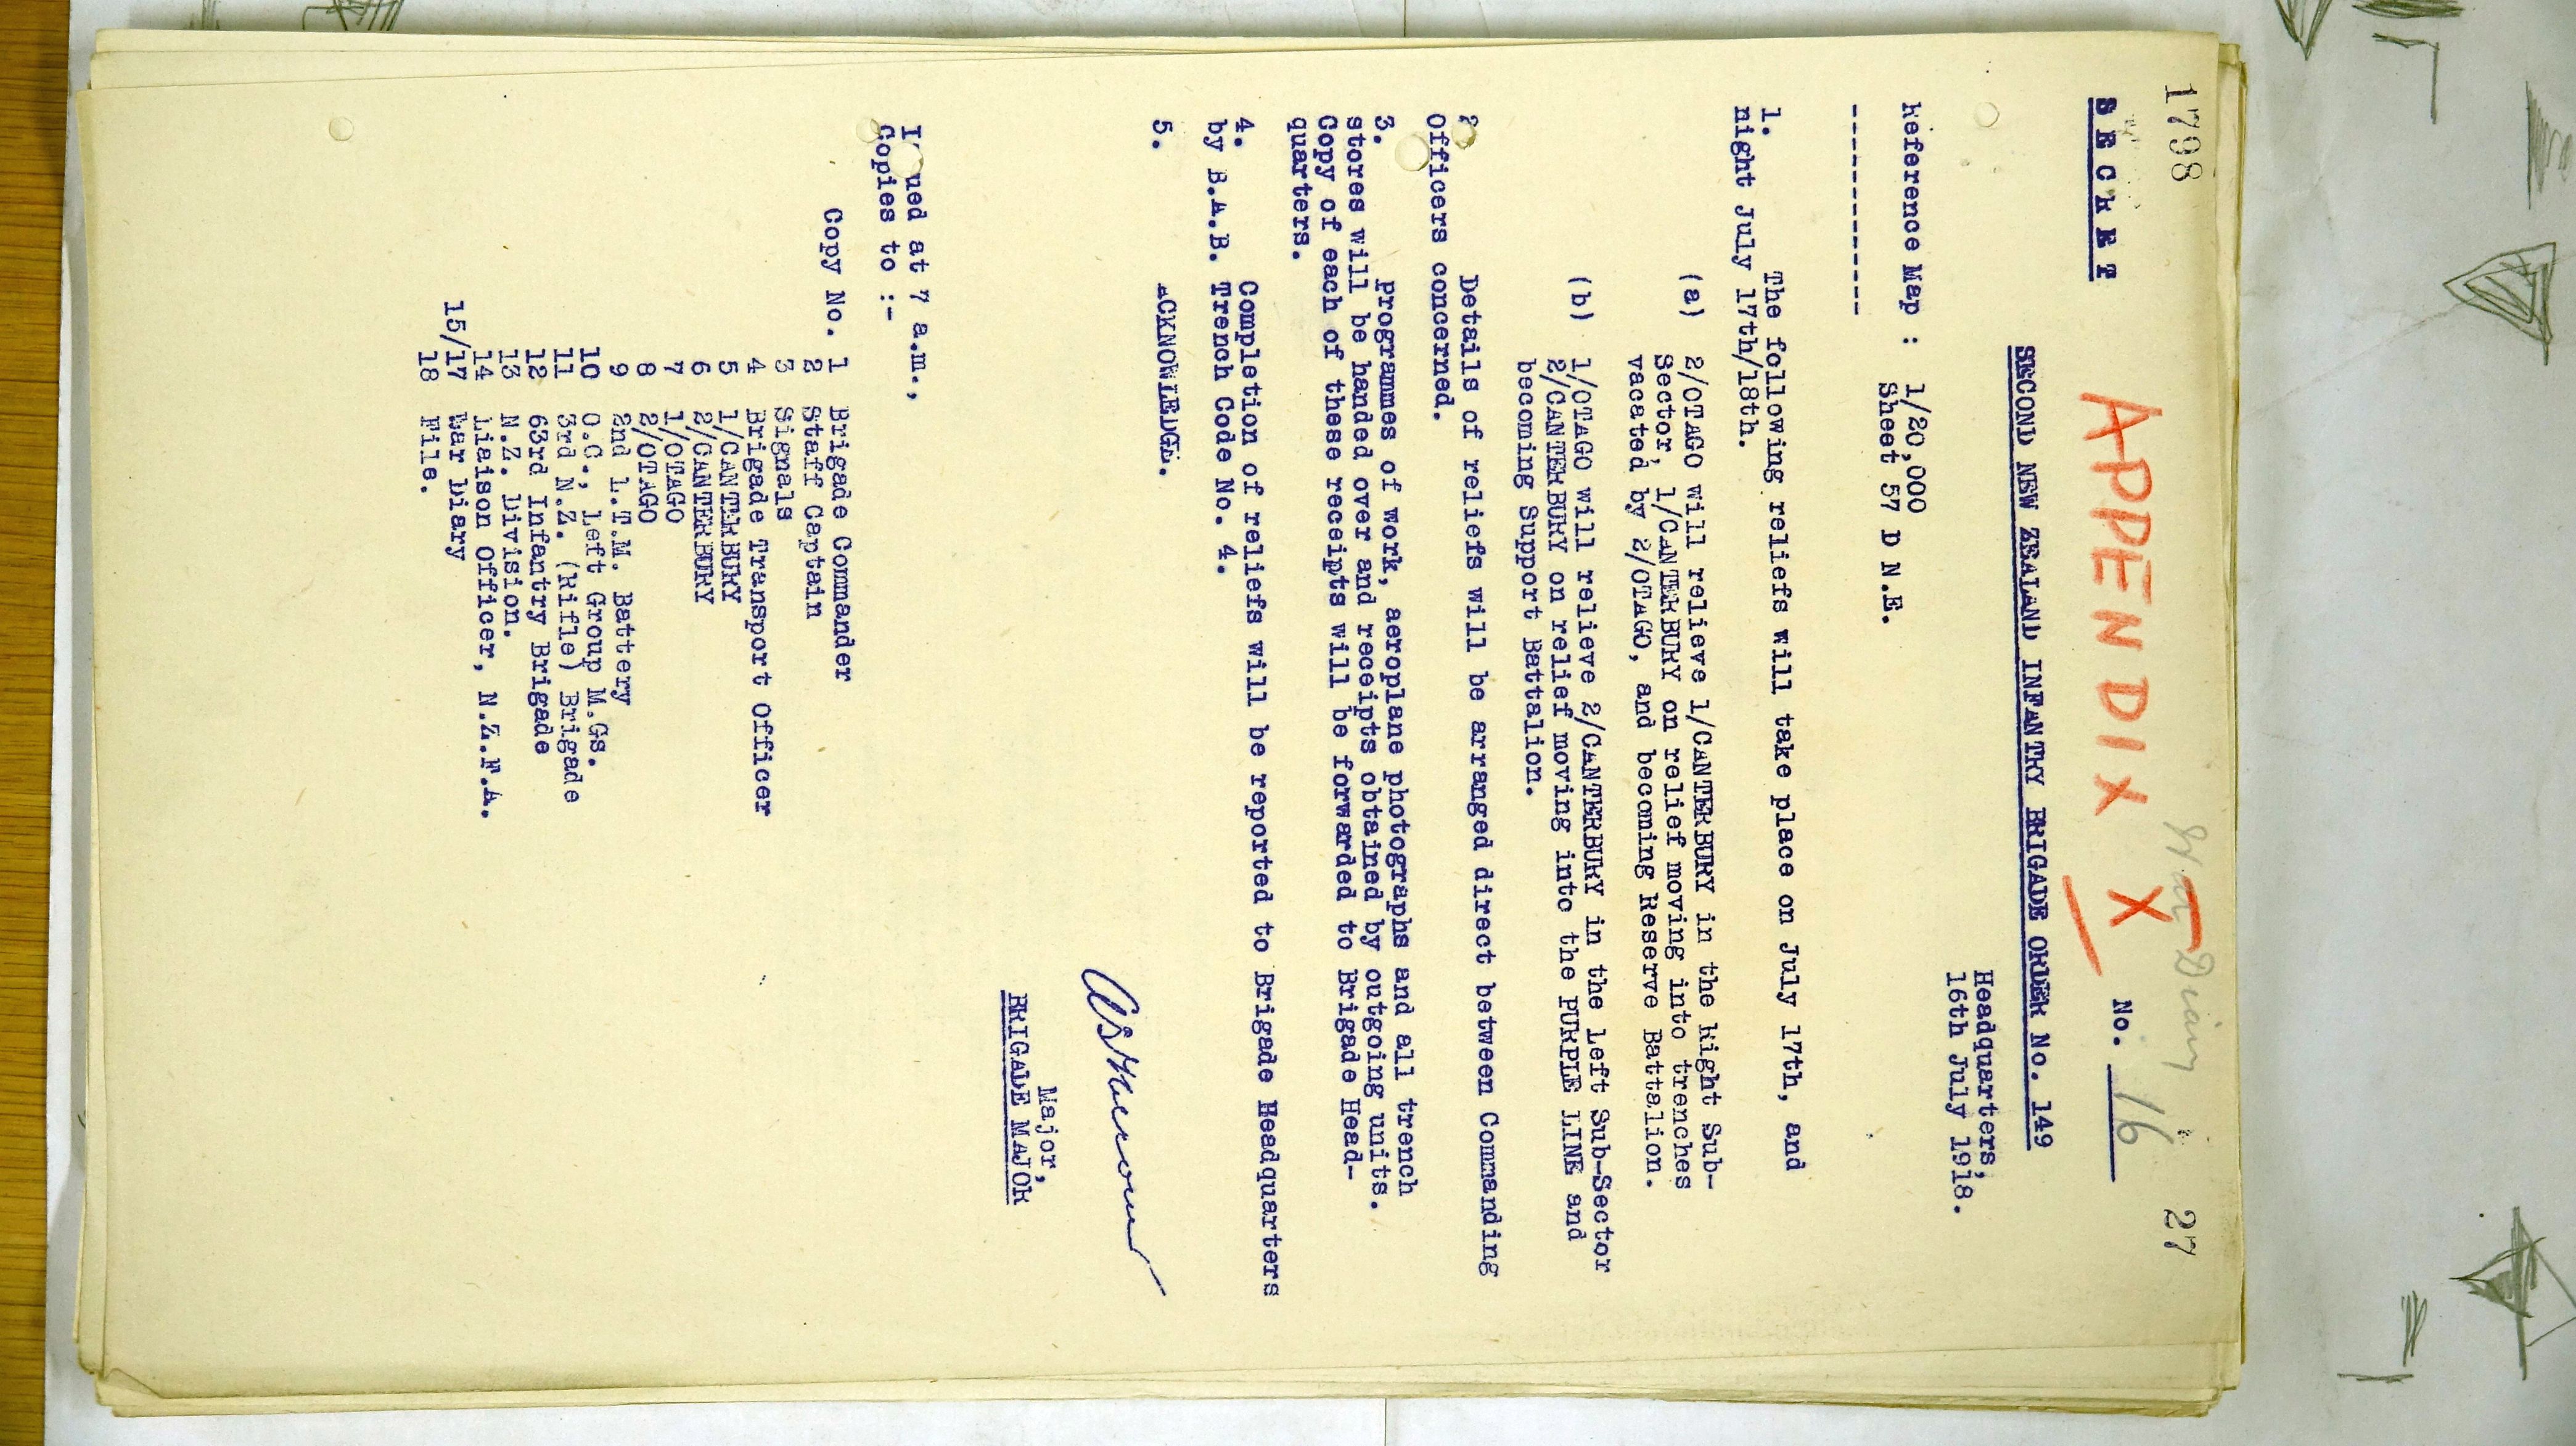 1798
War Diary
27
APPENDIX X
No. 16
SECRET
SECOND NEW ZEALAND INFANTRY BRIGADE ORDER No. 149
Headquarters,
16th July 1918.
Reference Map : 1/20,000
Sheet 57 D N.E.
---------------
1. The following reliefs will take place on July 17th, and
night July 17th/18th.
(a) 2/OTAGO will relieve 1/CANTERBURY in the Right Sub-
Sector, 1/CANTERBURY on relief moving into trenches
vacated by 2/OTAGO, and becoming Reserve Battalion.
(b) 1/OTAGO will relieve 2/CANTERBURY in the Left Sub-Sector
2/CANTERBURY on relief moving into the PURPLE LINE and
becoming Support Battalion.
2 Details of reliefs will be arranged direct between Commanding
Officers concerned.
3. Programmes of work, aeroplane photographs and all trench
stores will be handed over and receipts obtained by outgoing units.
Copy of each of these receipts will be forwarded to Brigade Head-
quarters.
4. Completion of reliefs will be reported to Brigade Headquarters
by B.A.B. Trench Code No. 4.
5. ACKNOWLEDGE.
Major,
BRIGADE MAJOR
I ued at 7 a.m.,
Copies to :-
Copy No. 1 Brigade Commander
2 Staff Captain
3 Signals
4 Brigade Transport Officer
5 1/CANTERBURY
6 2/CANTERBURY
7 1/OTAGO
8 2/OTAGO
9 2nd L.T.M. Battery
10 O.C., Left Group M.Gs.
11 3rd N.Z. (Rifle) Brigade
12 63rd Infantry Brigade
13 N.Z. Division.
14 Liaison Officer, N.Z.F.A.
15/17 War Diary
18 File.